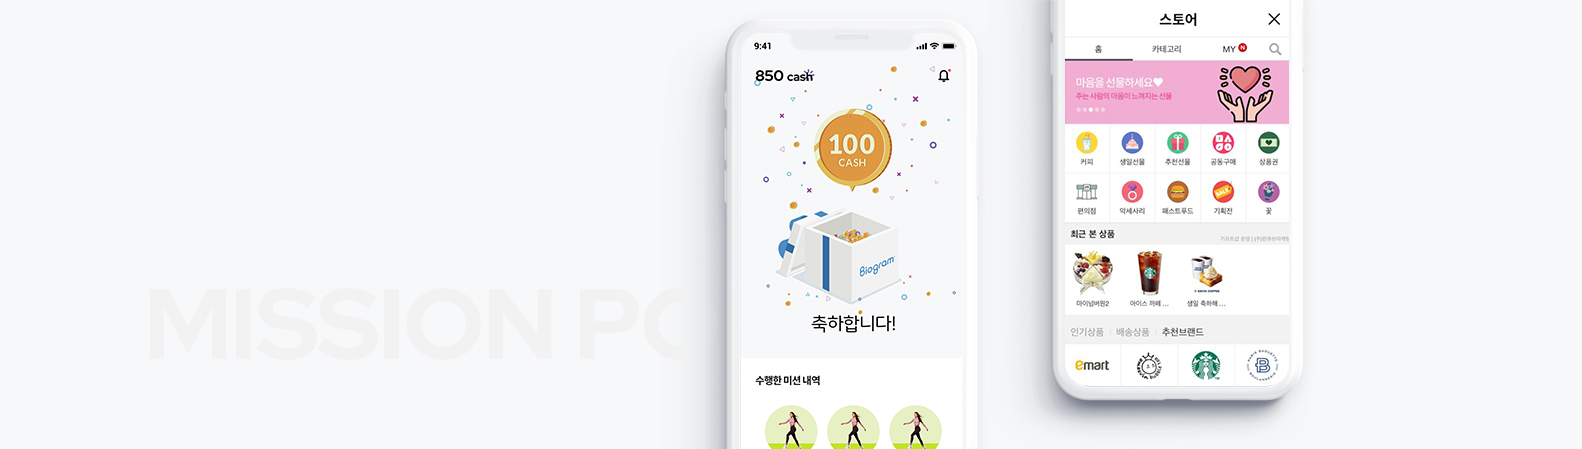 MISSION PO
9:41
850 cash
100
CASH
Biogram
축하합니다!
수행한 미션 내역
스토어
홈
카테고리
MY
N
마음을 선물하세요♥
주는 사람의 마음이 느껴지는 선물
커피
생일선물
추천선물
공동구매
상품권
편의점
악세사리
패스트푸드
SALE
기획전
꽃
최근 본 상품
마이넘버원2
아이스 카페 ...
생일 축하해 ...
인기상품
배송상품
추천브랜드
emart
PARIS BAGUETTE
B